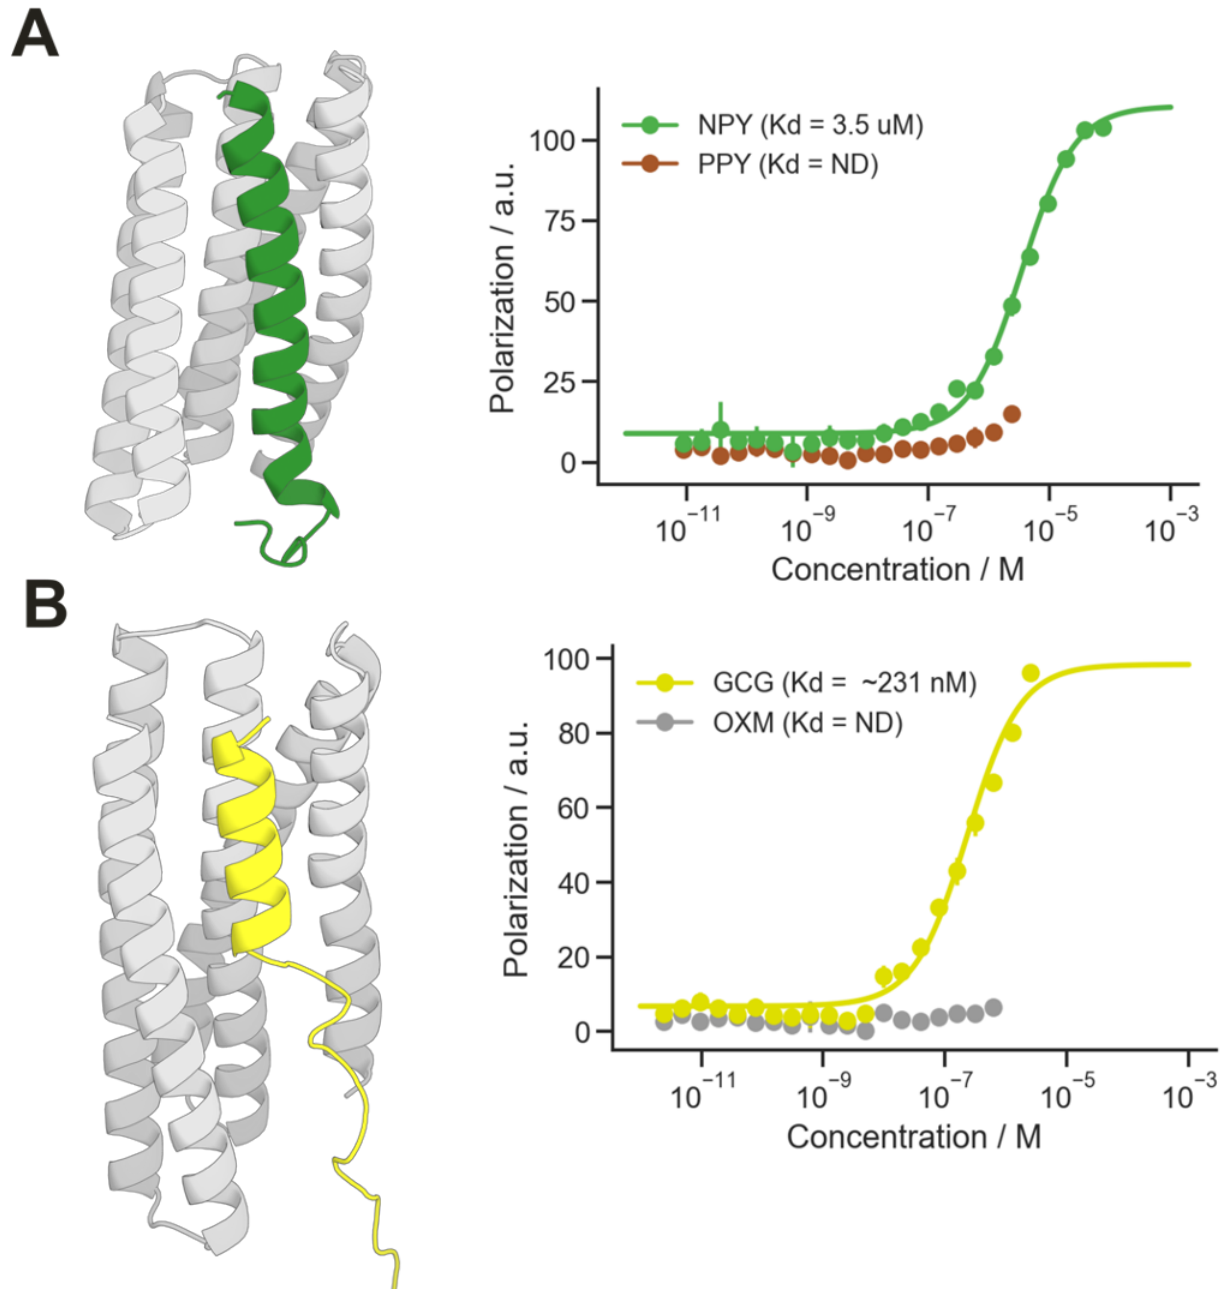 A
NPY (Kd = 3.5 uM)
PPY (Kd = ND)
Polarization / a.u.
100
75
50
25
0
10⁻¹¹ 10⁻⁹ 10⁻⁷ 10⁻⁵ 10⁻³
Concentration / M
B
GCG (Kd = ~231 nM)
OXM (Kd = ND)
Polarization / a.u.
100
80
60
40
20
0
10⁻¹¹ 10⁻⁹ 10⁻⁷ 10⁻⁵ 10⁻³
Concentration / M